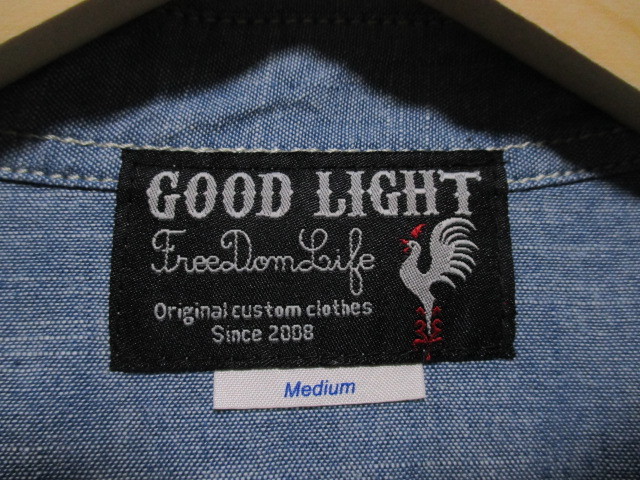 GOOD LIGHT
FreeDomLife
Original custom clothes
Since 2008
Medium